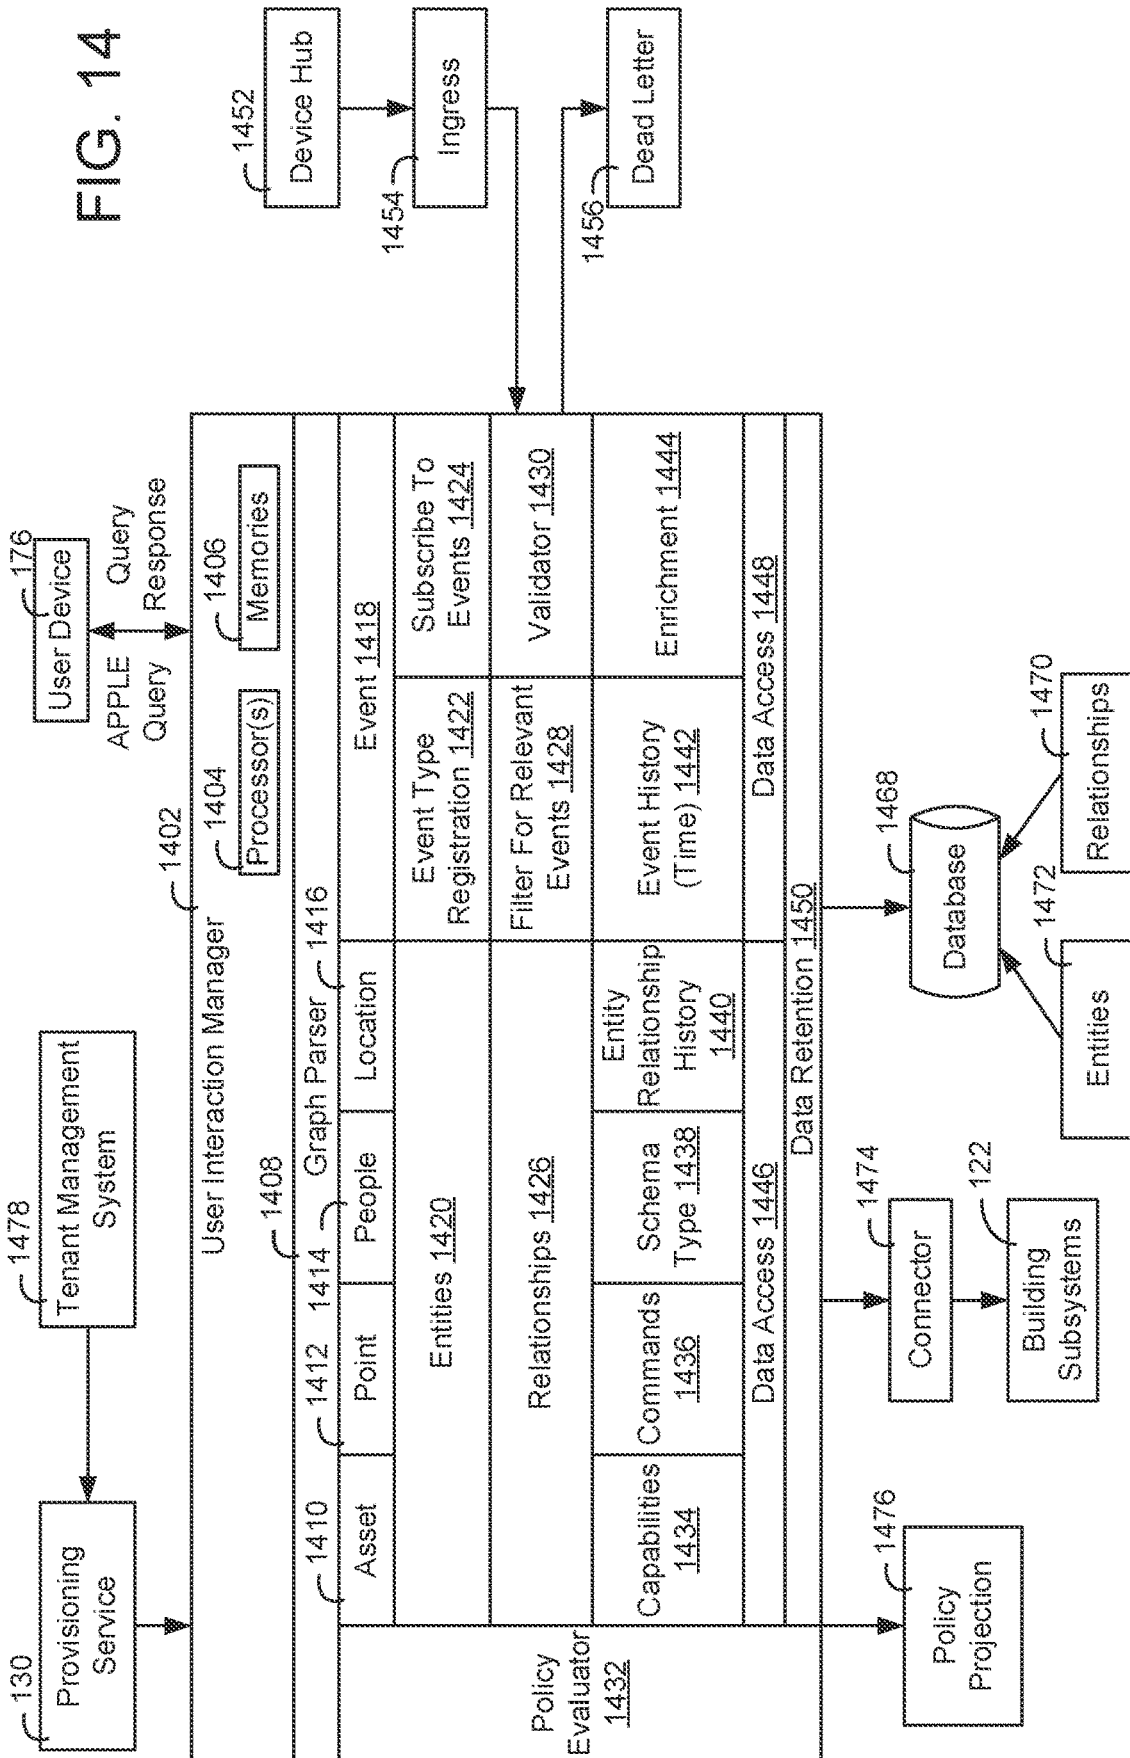 FIG. 14
130
Provisioning
Service
1478
Tenant Management
System
176
User Device
APPLE
Query
Query
Response
1402
User Interaction Manager
1404
Processor(s)
1406
Memories
1408
Graph Parser
1410
Asset
1412
Point
1414
People
1416
Location
Event 1418
Policy
Evaluator
1432
Entities 1420
Event Type
Registration 1422
Subscribe To
Events 1424
Relationships 1426
Filter For Relevant
Events 1428
Validator 1430
Capabilities
1434
Commands
1436
Schema
Type 1438
Entity
Relationship
History
1440
Event History
(Time) 1442
Enrichment 1444
Data Access 1446
Data Access 1448
Data Retention 1450
1452
Device Hub
1454
Ingress
1456
Dead Letter
1476
Policy
Projection
1474
Connector
122
Building
Subsystems
1468
Database
1472
Entities
1470
Relationships